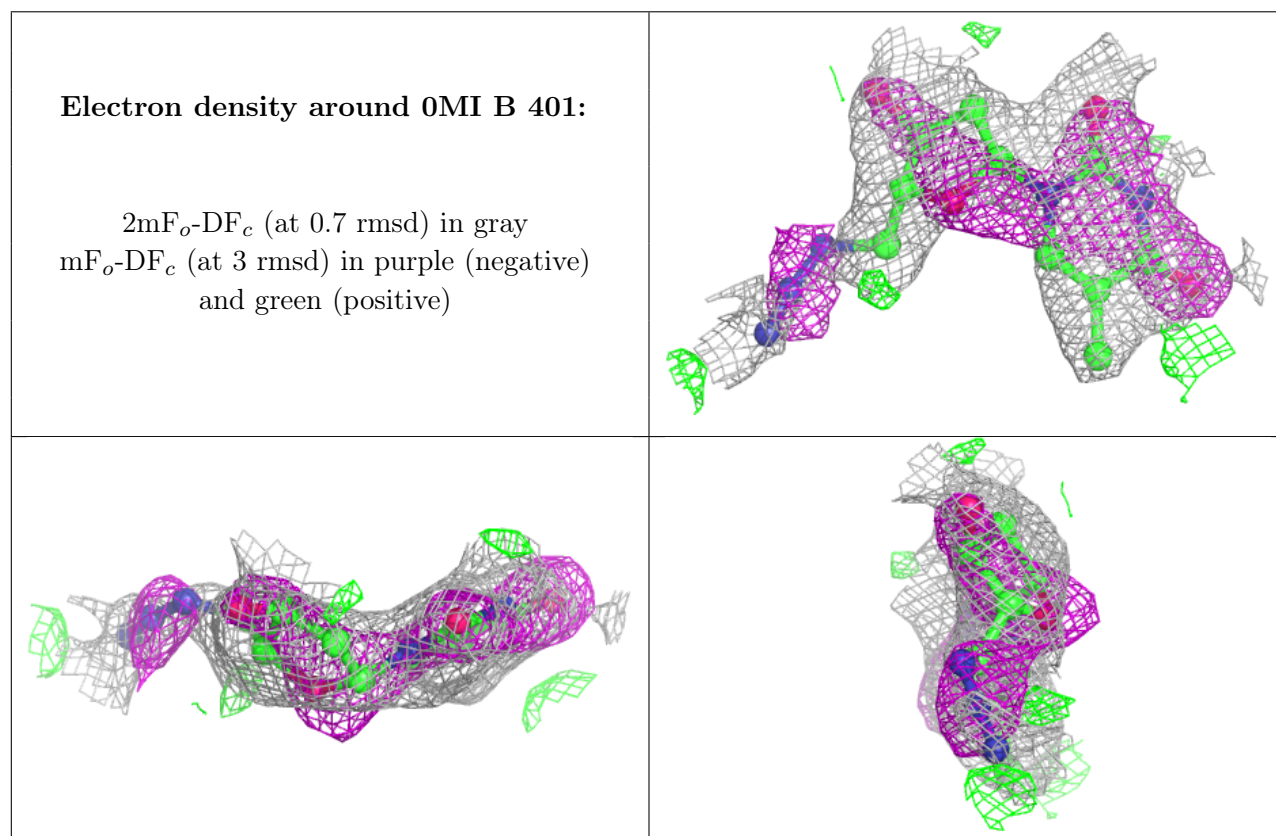 Electron density around 0MI B 401:
2mFo-DFc (at 0.7 rmsd) in gray
mFo-DFc (at 3 rmsd) in purple (negative)
and green (positive)